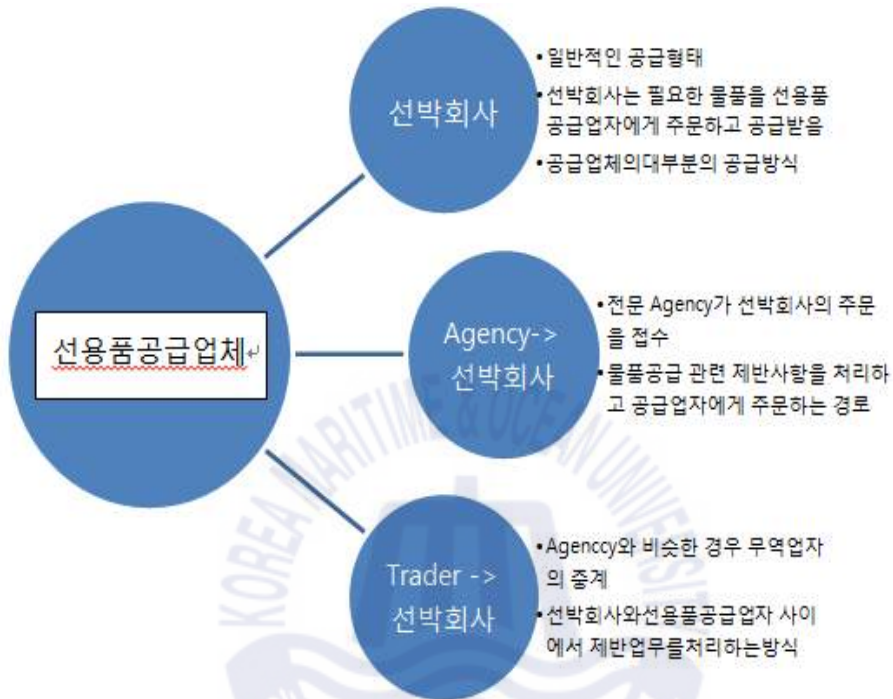 선박회사
•일반적인 공급형태
•선박회사는 필요한 물품을 선용품
공급업자에게 주문하고 공급받음
•공급업체의대부분의 공급방식
선용품공급업체↵
Agency->
선박회사
•전문 Agency가 선박회사의 주문
을 접수
•물품공급 관련 제반사항을 처리하
고 공급업자에게 주문하는 경로
Trader ->
선박회사
•Agenccy와 비슷한 경우 무역업자
의 중계
•선박회사와선용품공급업자 사이
에서 제반업무를처리하는방식
KOREA MARITIME & OCEAN UNIVERSITY